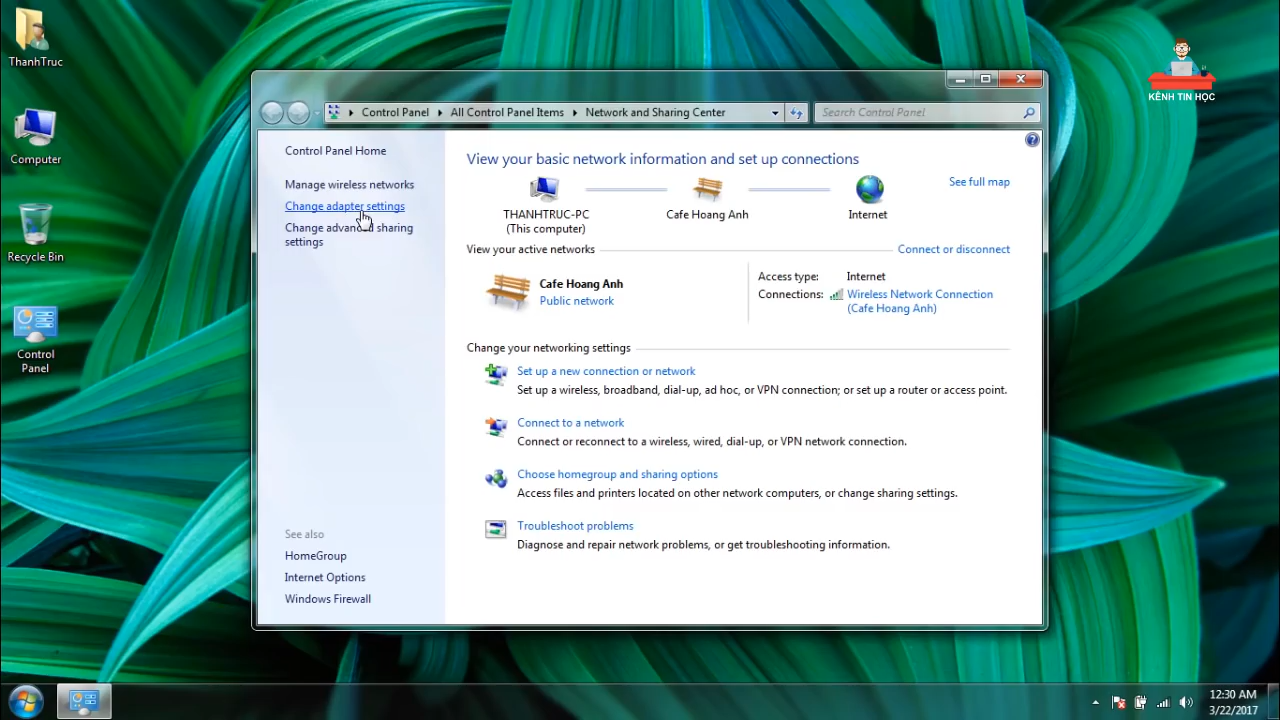 ThanhTruc
Computer
Recycle Bin
Control
Panel
KÊNH TIN HỌC
Control Panel
All Control Panel Items
Network and Sharing Center
Search Control Panel
Control Panel Home
Manage wireless networks
Change adapter settings
Change advanced sharing
settings
See also
HomeGroup
Internet Options
Windows Firewall
View your basic network information and set up connections
See full map
THANHTRUC-PC
(This computer)
Cafe Hoang Anh
Internet
View your active networks
Connect or disconnect
Cafe Hoang Anh
Public network
Access type: Internet
Connections: Wireless Network Connection
(Cafe Hoang Anh)
Change your networking settings
Set up a new connection or network
Set up a wireless, broadband, dial-up, ad hoc, or VPN connection; or set up a router or access point.
Connect to a network
Connect or reconnect to a wireless, wired, dial-up, or VPN network connection.
Choose homegroup and sharing options
Access files and printers located on other network computers, or change sharing settings.
Troubleshoot problems
Diagnose and repair network problems, or get troubleshooting information.
12:30 AM
3/22/2017